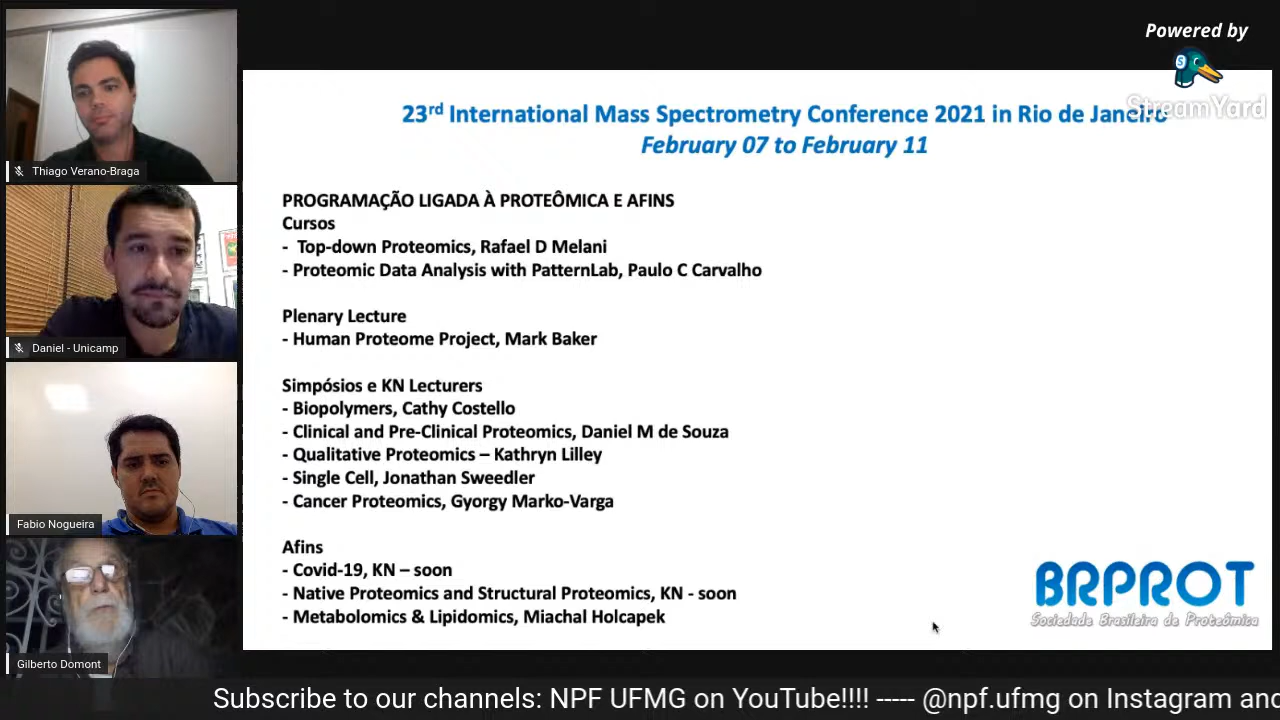 Powered by
StreamYard
Thiago Verano-Braga
Daniel - Unicamp
Fabio Nogueira
Gilberto Domont
23rd International Mass Spectrometry Conference 2021 in Rio de Janeiro
February 07 to February 11
PROGRAMAÇÃO LIGADA À PROTEÔMICA E AFINS
Cursos
- Top-down Proteomics, Rafael D Melani
- Proteomic Data Analysis with PatternLab, Paulo C Carvalho
Plenary Lecture
- Human Proteome Project, Mark Baker
Simpósios e KN Lecturers
- Biopolymers, Cathy Costello
- Clinical and Pre-Clinical Proteomics, Daniel M de Souza
- Qualitative Proteomics – Kathryn Lilley
- Single Cell, Jonathan Sweedler
- Cancer Proteomics, Gyorgy Marko-Varga
Afins
- Covid-19, KN – soon
- Native Proteomics and Structural Proteomics, KN - soon
- Metabolomics & Lipidomics, Miachal Holcapek
BRPROT
Sociedade Brasileira de Proteômica
Subscribe to our channels: NPF UFMG on YouTube!!!! ----- @npf.ufmg on Instagram and